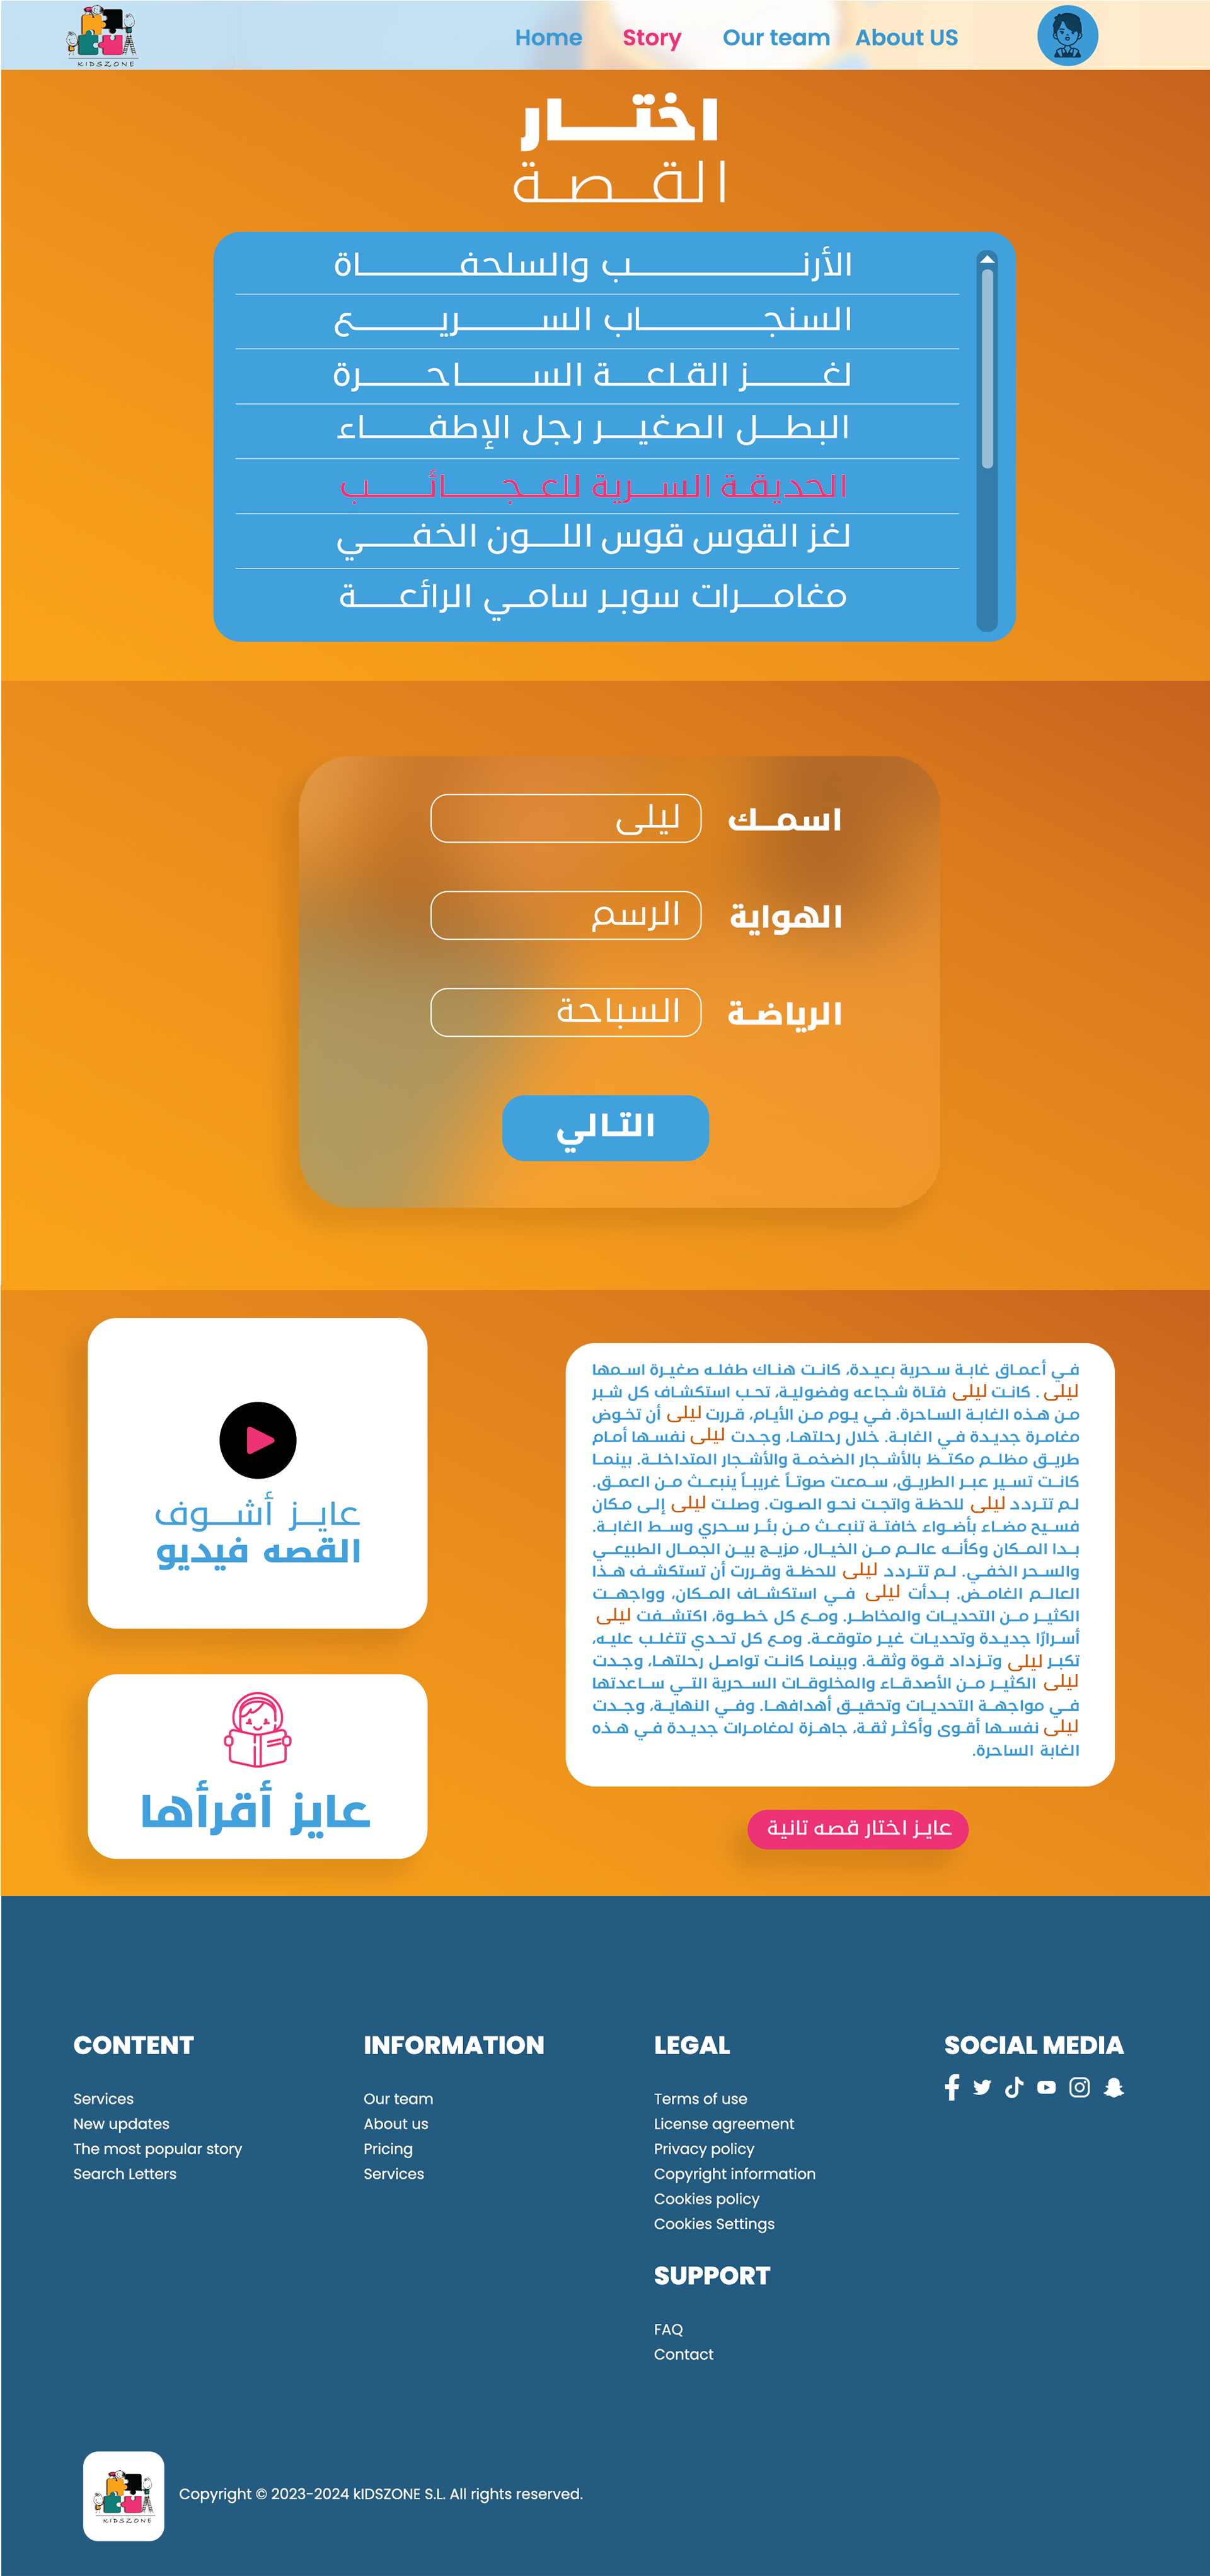 KIDSZONE
Home Story Our team About US
اختار
القصة
الأرنب والسلحفاة
السنجاب السريع
لغز القلعة الساحرة
البطل الصغير رجل الإطفاء
الحديقة السرية للعجائب
لغز القوس قوس اللون الخفي
مغامرات سوبر سامي الرائعة
اسمك ليلى
الهواية الرسم
الرياضة السباحة
التالي
في أعماق غابة سحرية بعيدة، كانت هناك طفله صغيرة اسمها
ليلى . كانت ليلى فتاة شجاعه وفضولية، تحب استكشاف كل شبر
من هذه الغابة الساحرة. في يوم من الأيام، قررت ليلى أن تخوض
مغامرة جديدة في الغابة. خلال رحلتها، وجدت ليلى نفسها أمام
طريق مظلم مكتظ بالأشجار الضخمة والأشجار المتداخلة. بينما
كانت تسير عبر الطريق، سمعت صوتاً غريباً ينبعث من العمق.
لم تتردد ليلى للحظة واتجت نحو الصوت. وصلت ليلى إلى مكان
فسيح مضاء بأضواء خافتة تنبعث من بئر سحري وسط الغابة.
بدا المكان وكأنه عالم من الخيال، مزيج بين الجمال الطبيعي
والسحر الخفي. لم تتردد ليلى للحظة وقررت أن تستكشف هذا
العالم الغامض. بدأت ليلى في استكشاف المكان، وواجهت
الكثير من التحديات والمخاطر. ومع كل خطوة، اكتشفت ليلى
أسرارًا جديدة وتحديات غير متوقعة. ومع كل تحدي تتغلب عليه،
تكبر ليلى وتزداد قوة وثقة. وبينما كانت تواصل رحلتها، وجدت
ليلى الكثير من الأصدقاء والمخلوقات السحرية التي ساعدتها
في مواجهة التحديات وتحقيق أهدافها. وفي النهاية، وجدت
ليلى نفسها أقوى وأكثر ثقة، جاهزة لمغامرات جديدة في هذه
الغابة الساحرة.
عايز اختار قصه تانية
عايز أشوف
القصه فيديو
عايز أقرأها
CONTENT
Services
New updates
The most popular story
Search Letters
INFORMATION
Our team
About us
Pricing
Services
LEGAL
Terms of use
License agreement
Privacy policy
Copyright information
Cookies policy
Cookies Settings
SUPPORT
FAQ
Contact
SOCIAL MEDIA
KIDSZONE
Copyright © 2023-2024 kIDSZONE S.L. All rights reserved.